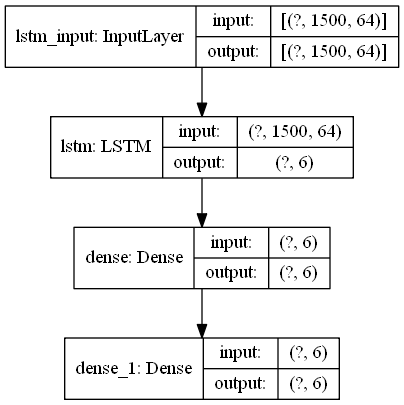 lstm_input: InputLayer
input: [(?, 1500, 64)]
output: [(?, 1500, 64)]
lstm: LSTM
input: (?, 1500, 64)
output: (?, 6)
dense: Dense
input: (?, 6)
output: (?, 6)
dense_1: Dense
input: (?, 6)
output: (?, 6)